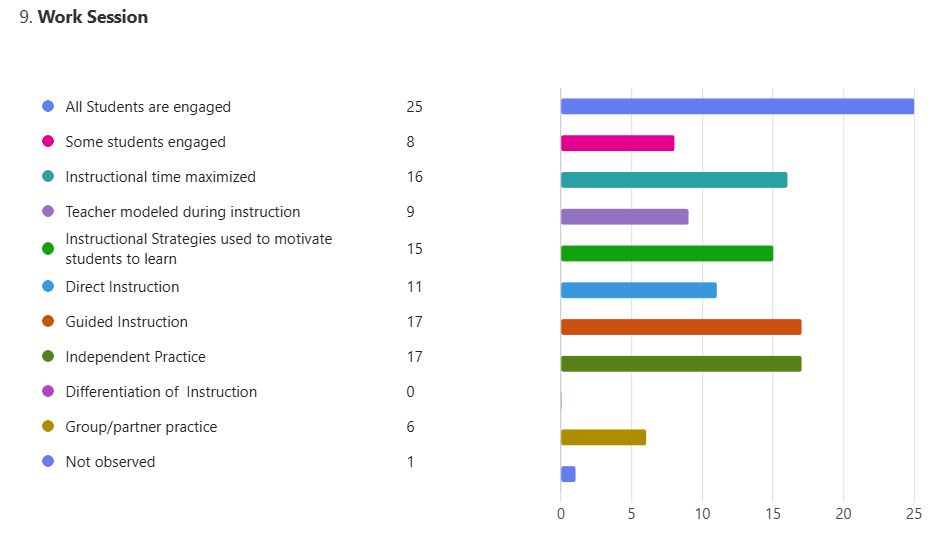 9. Work Session
All Students are engaged 25
Some students engaged 8
Instructional time maximized 16
Teacher modeled during instruction 9
Instructional Strategies used to motivate
students to learn 15
Direct Instruction 11
Guided Instruction 17
Independent Practice 17
Differentiation of  Instruction 0
Group/partner practice 6
Not observed 1
0 5 10 15 20 25